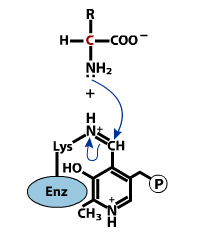 R
H–C–COO⁻
NH₂
+
H
N⁺
Lys
CH
HO
P
Enz
CH₃
N⁺
H